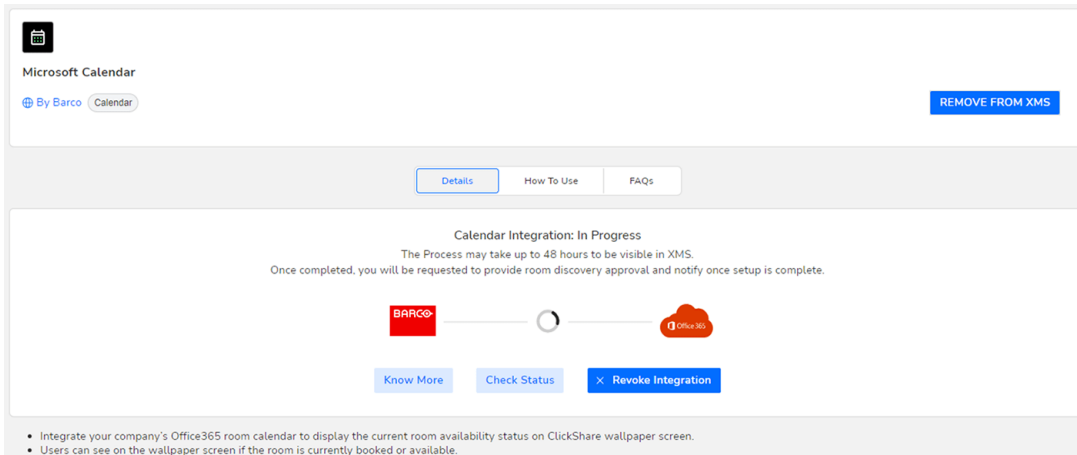 Microsoft Calendar
By Barco Calendar
REMOVE FROM XMS
Details How To Use FAQs
Calendar Integration: In Progress
The Process may take up to 48 hours to be visible in XMS.
Once completed, you will be requested to provide room discovery approval and notify once setup is complete.
BARCO Office 365
Know More Check Status × Revoke Integration
• Integrate your company's Office365 room calendar to display the current room availability status on ClickShare wallpaper screen.
• Users can see on the wallpaper screen if the room is currently booked or available.